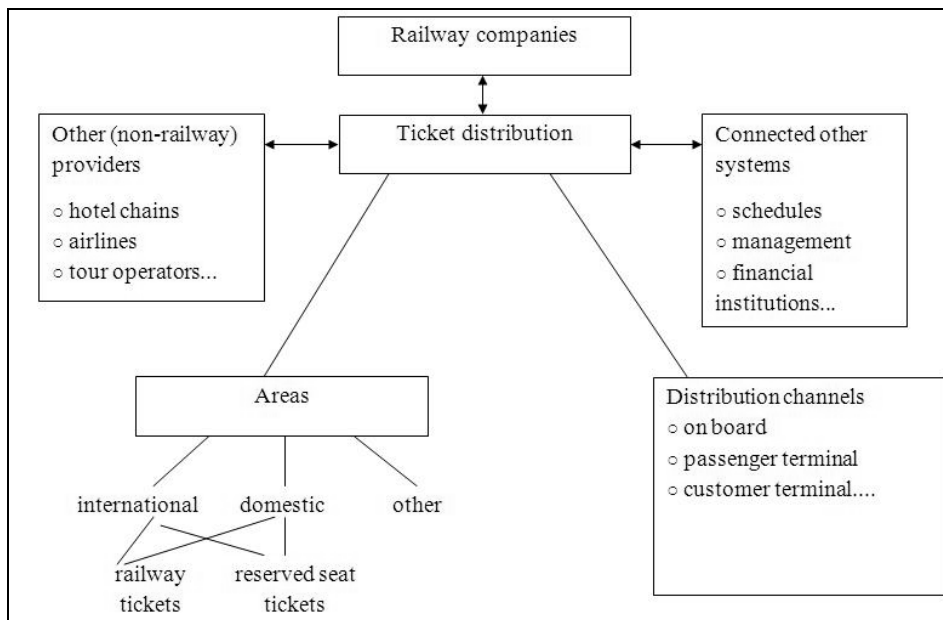 Railway companies
Other (non-railway)
providers
○ hotel chains
○ airlines
○ tour operators...
Ticket distribution
Connected other
systems
○ schedules
○ management
○ financial
institutions...
Areas
international
domestic
other
railway
tickets
reserved seat
tickets
Distribution channels
○ on board
○ passenger terminal
○ customer terminal....